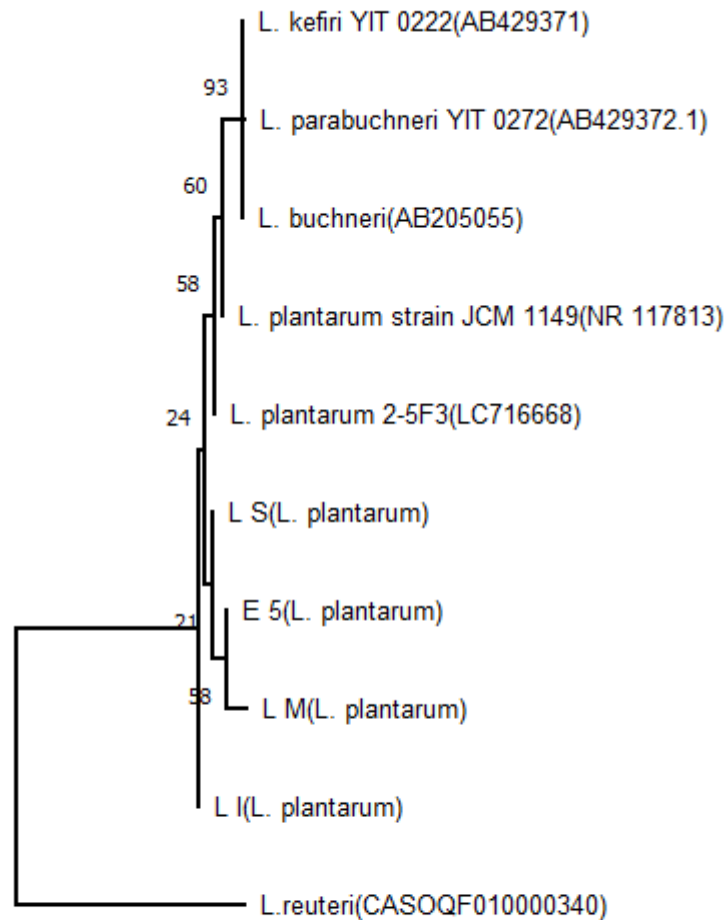 L. kefiri YIT 0222(AB429371)
93
L. parabuchneri YIT 0272(AB429372.1)
60
L. buchneri(AB205055)
58
L. plantarum strain JCM 1149(NR 117813)
24
L. plantarum 2-5F3(LC716668)
L S(L. plantarum)
E 5(L. plantarum)
21
58
L M(L. plantarum)
L I(L. plantarum)
L.reuteri(CASOQF010000340)